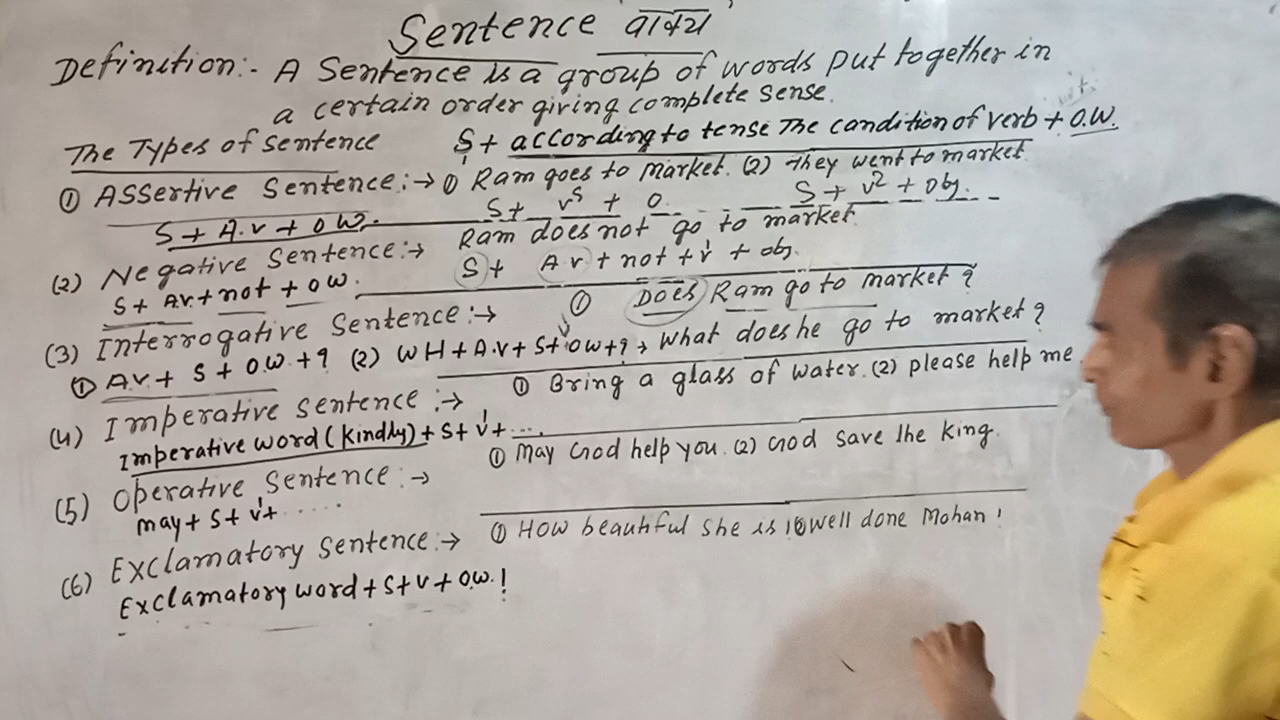 Sentence वाक्य
Definition:- A Sentence is a group of words put together in
a certain order giving complete sense.
The Types of sentence S + according to tense The condition of verb + O.W.
① Assertive Sentence :→ ① Ram goes to market. (2) They went to market
S + A.V + O.W. S + v⁵ + O. S + v² + obj.
(2) Negative Sentence :→ Ram does not go to market.
S + A.V + not + O.W. S + A.V + not + v¹ + obj.
(3) Interrogative Sentence :→ ① Does Ram go to market ?
① A.V. + S + O.W. + ? (2) WH + A.V + S + O.W + ? → What does he go to market ?
(4) Imperative sentence :→ ① Bring a glass of water. (2) please help me
Imperative word (Kindly) + S + v¹ + ....
(5) Operative Sentence :→ ① May God help you. (2) God save the king.
may + S + v¹ + .....
(6) Exclamatory Sentence :→ ① How beautiful she is ! ② well done Mohan !
Exclamatory word + S + V + O.W. !